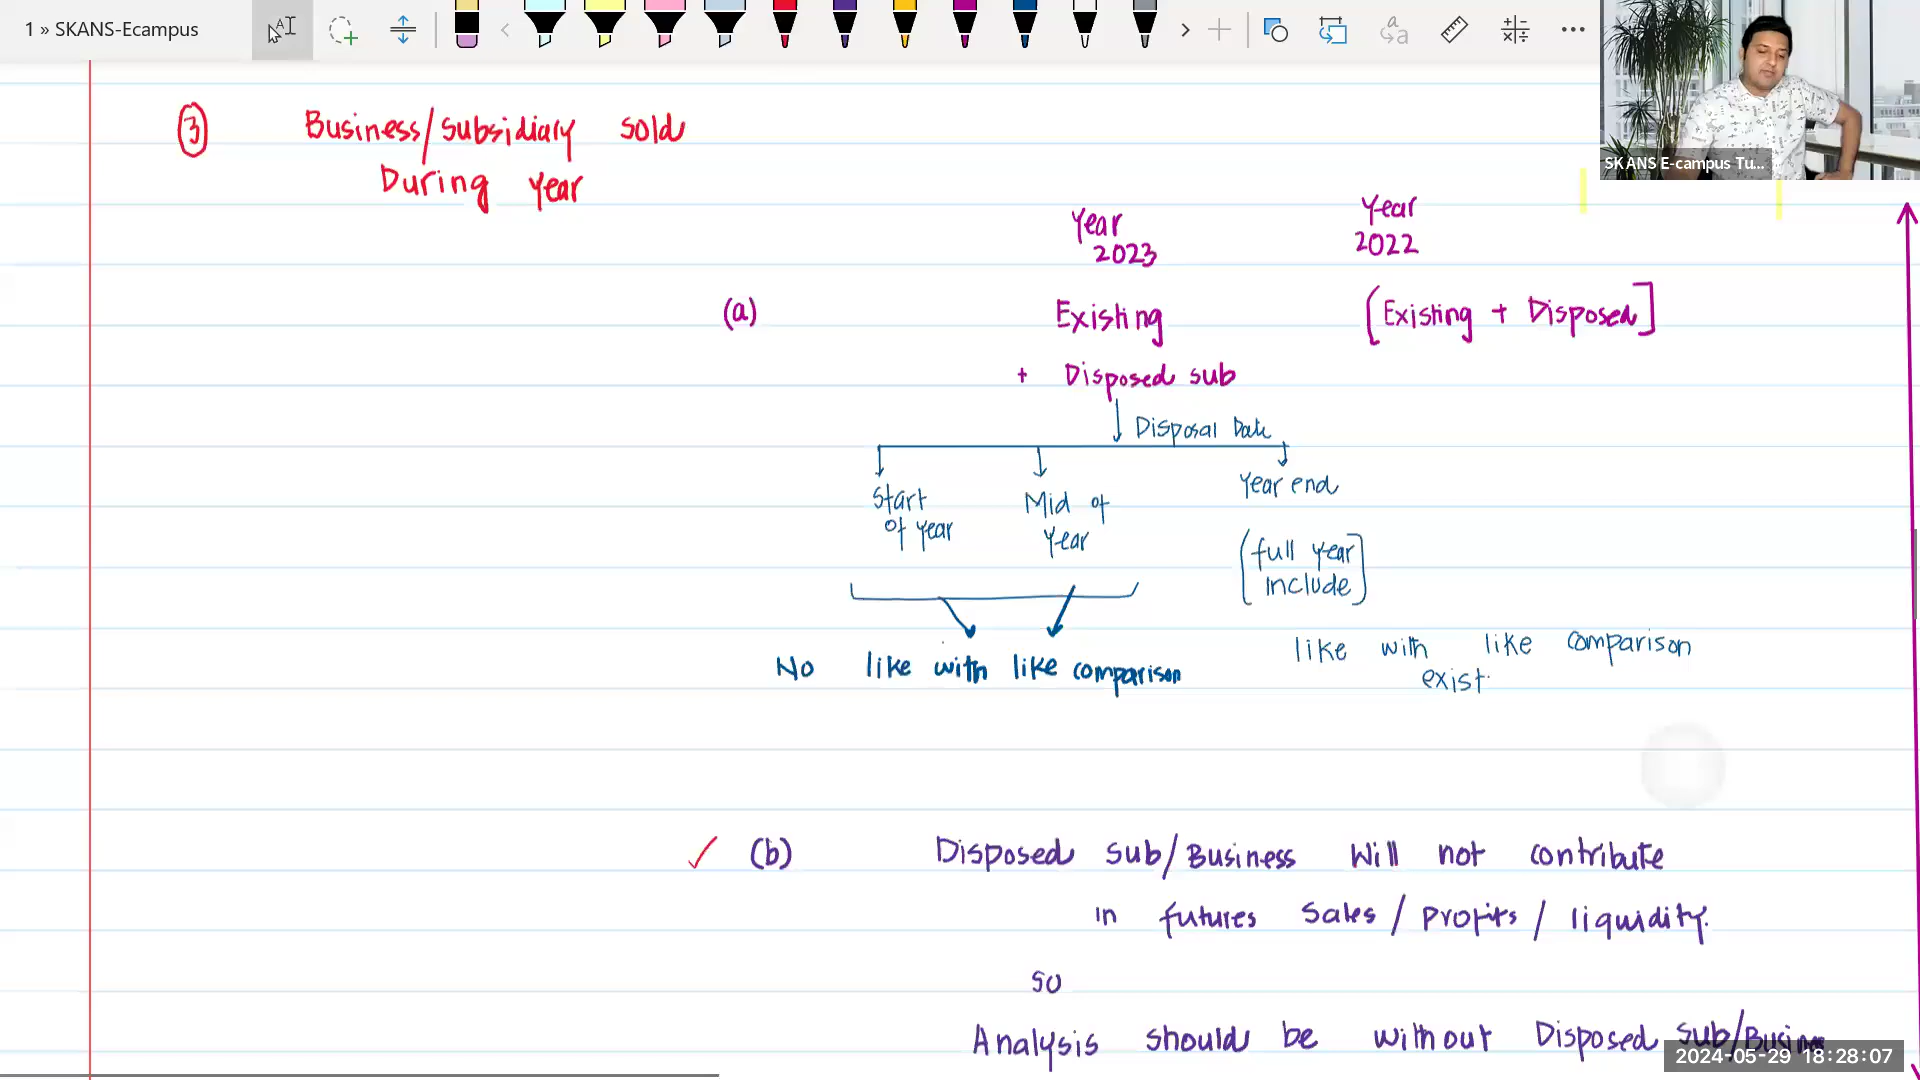 1 » SKANS-Ecampus
SKANS E-campus Tu...
③ Business/Subsidiary sold
During Year
Year 2023
Year 2022
(a) Existing [Existing + Disposed]
+ Disposed sub
Disposal Date
Start of Year
Mid of Year
Year end
[full year include]
No like with like comparison
like with like comparison exist
✓ (b) Disposed sub/Business Will not contribute
in futures Sales / profits / liquidity.
SO
Analysis should be without Disposed sub/Busin
2024-05-29 18:28:07